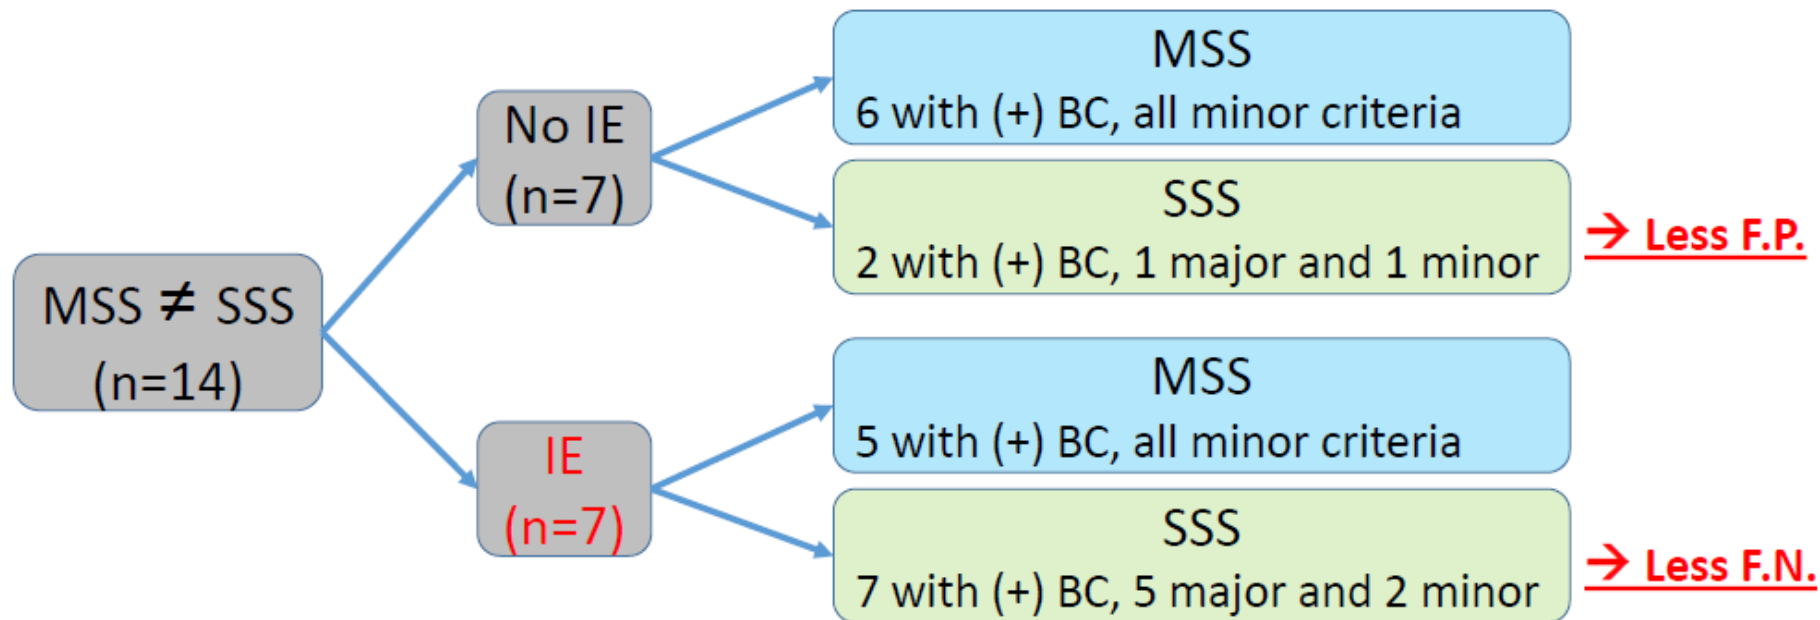 MSS ≠ SSS
(n=14)
No IE
(n=7)
MSS
6 with (+) BC, all minor criteria
SSS
2 with (+) BC, 1 major and 1 minor
→ Less F.P.
IE
(n=7)
MSS
5 with (+) BC, all minor criteria
SSS
7 with (+) BC, 5 major and 2 minor
→ Less F.N.